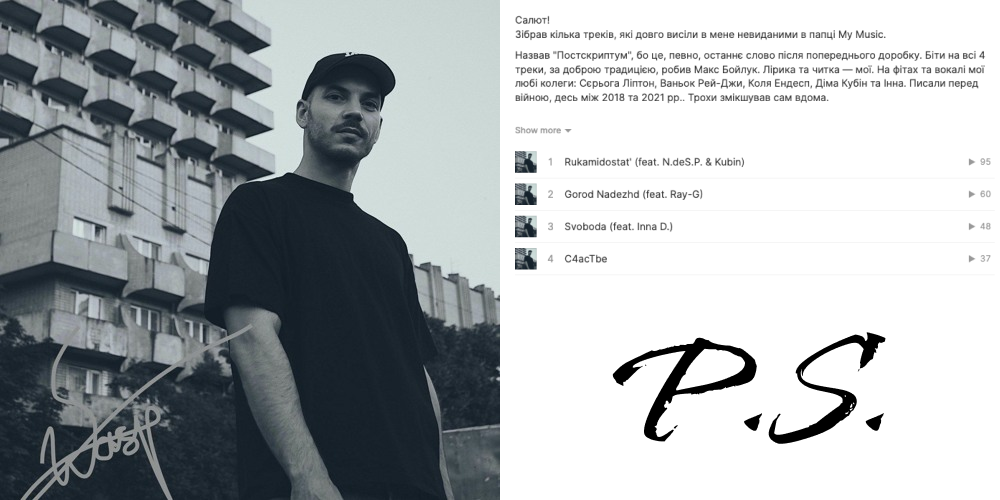 Wasp
Салют!
Зібрав кілька треків, які довго висіли в мене невиданими в папці My Music.
Назвав "Постскриптум", бо це, певно, останнє слово після попереднього доробку. Біти на всі 4
треки, за доброю традицією, робив Макс Бойлук. Лірика та читка — мої. На фітах та вокалі мої
любі колеги: Сєрьога Ліптон, Ваньок Рей-Джи, Коля Ендесп, Діма Кубін та Інна. Писали перед
війною, десь між 2018 та 2021 рр.. Трохи змікшував сам вдома.
Show more
1 Rukamidostat' (feat. N.deS.P. & Kubin) 95
2 Gorod Nadezhd (feat. Ray-G) 60
3 Svoboda (feat. Inna D.) 48
4 C4acTbe 37
P.S.